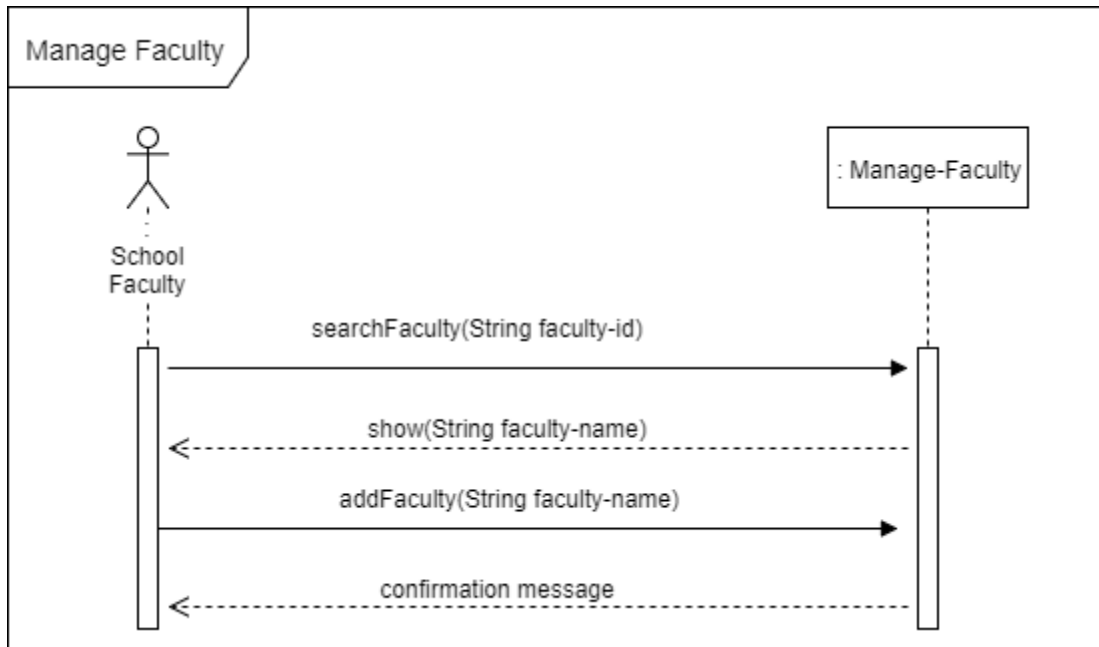 Manage Faculty
: Manage-Faculty
School
Faculty
searchFaculty(String faculty-id)
show(String faculty-name)
addFaculty(String faculty-name)
confirmation message